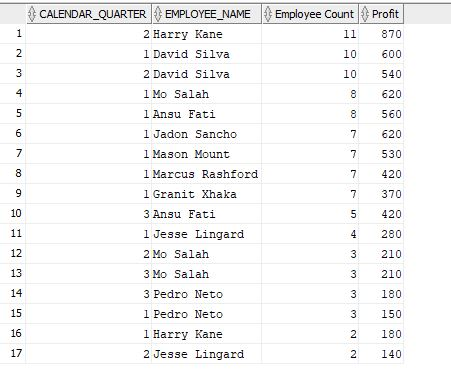 CALENDAR_QUARTER EMPLOYEE_NAME Employee Count Profit
1 2 Harry Kane 11 870
2 1 David Silva 10 600
3 2 David Silva 10 540
4 1 Mo Salah 8 620
5 1 Ansu Fati 8 560
6 1 Jadon Sancho 7 620
7 1 Mason Mount 7 530
8 1 Marcus Rashford 7 420
9 1 Granit Xhaka 7 370
10 3 Ansu Fati 5 420
11 1 Jesse Lingard 4 280
12 2 Mo Salah 3 210
13 3 Mo Salah 3 210
14 3 Pedro Neto 3 180
15 1 Pedro Neto 3 150
16 1 Harry Kane 2 180
17 2 Jesse Lingard 2 140